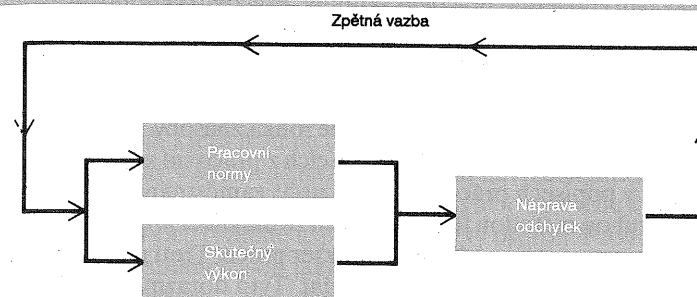 Zpětná vazba
Pracovní
normy
Skutečný
výkon
Náprava
odchylek